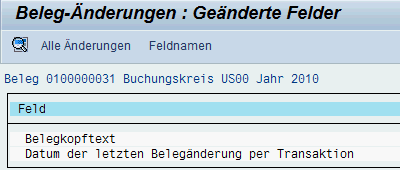 Beleg-Änderungen : Geänderte Felder
Alle Änderungen Feldnamen
Beleg 0100000031 Buchungskreis US00 Jahr 2010
Feld
Belegkopftext
Datum der letzten Belegänderung per Transaktion